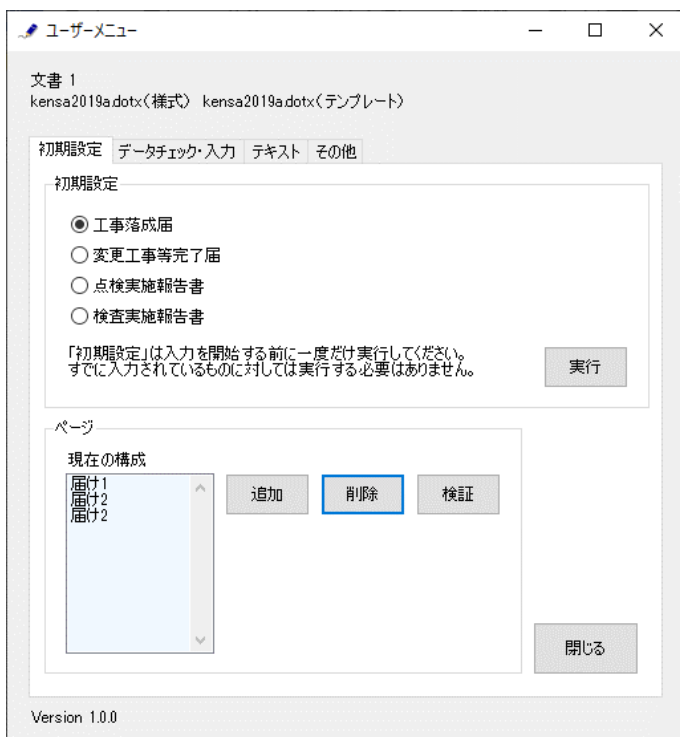 ユーザーメニュー
文書 1
kensa2019a.dotx(様式) kensa2019a.dotx(テンプレート)
初期設定 データチェック・入力 テキスト その他
初期設定
工事落成届
変更工事等完了届
点検実施報告書
検査実施報告書
「初期設定」は入力を開始する前に一度だけ実行してください。
すでに入力されているものに対しては実行する必要はありません。
実行
ページ
現在の構成
届け1
届け2
届け2
追加 削除 検証
閉じる
Version 1.0.0